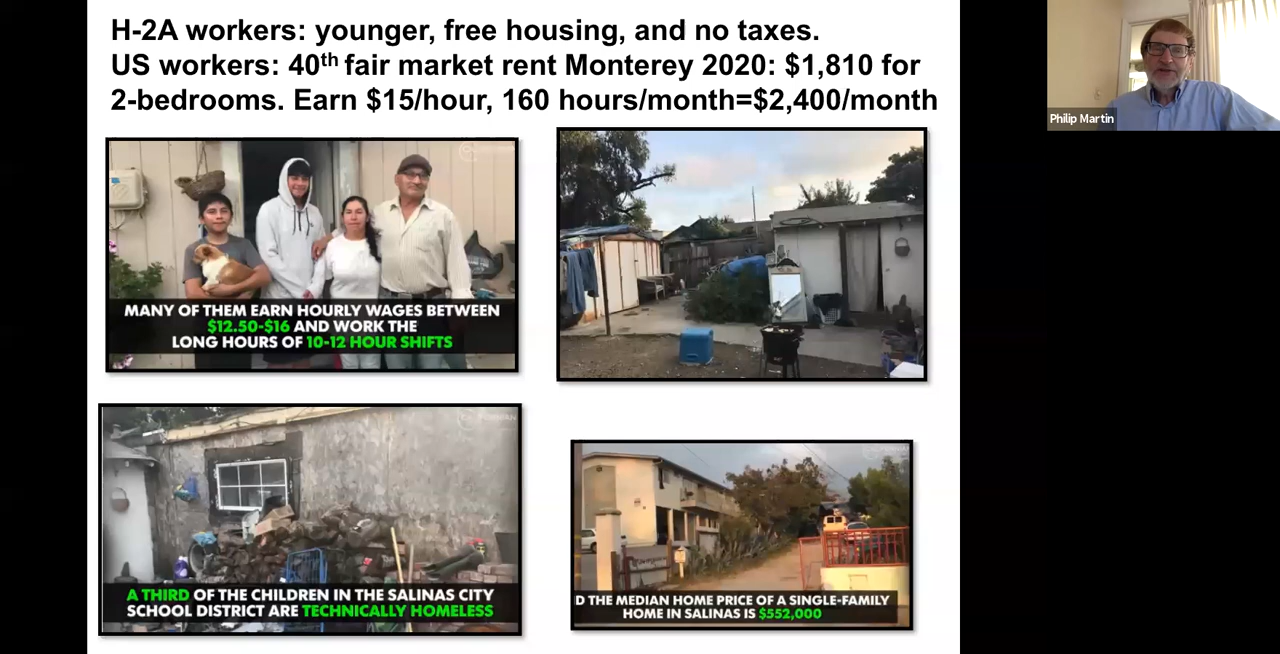 H-2A workers: younger, free housing, and no taxes.
US workers: 40th fair market rent Monterey 2020: $1,810 for
2-bedrooms. Earn $15/hour, 160 hours/month=$2,400/month
Philip Martin
MANY OF THEM EARN HOURLY WAGES BETWEEN
$12.50-$16 AND WORK THE
LONG HOURS OF 10-12 HOUR SHIFTS
A THIRD OF THE CHILDREN IN THE SALINAS CITY
SCHOOL DISTRICT ARE TECHNICALLY HOMELESS
D THE MEDIAN HOME PRICE OF A SINGLE-FAMILY
HOME IN SALINAS IS $552,000